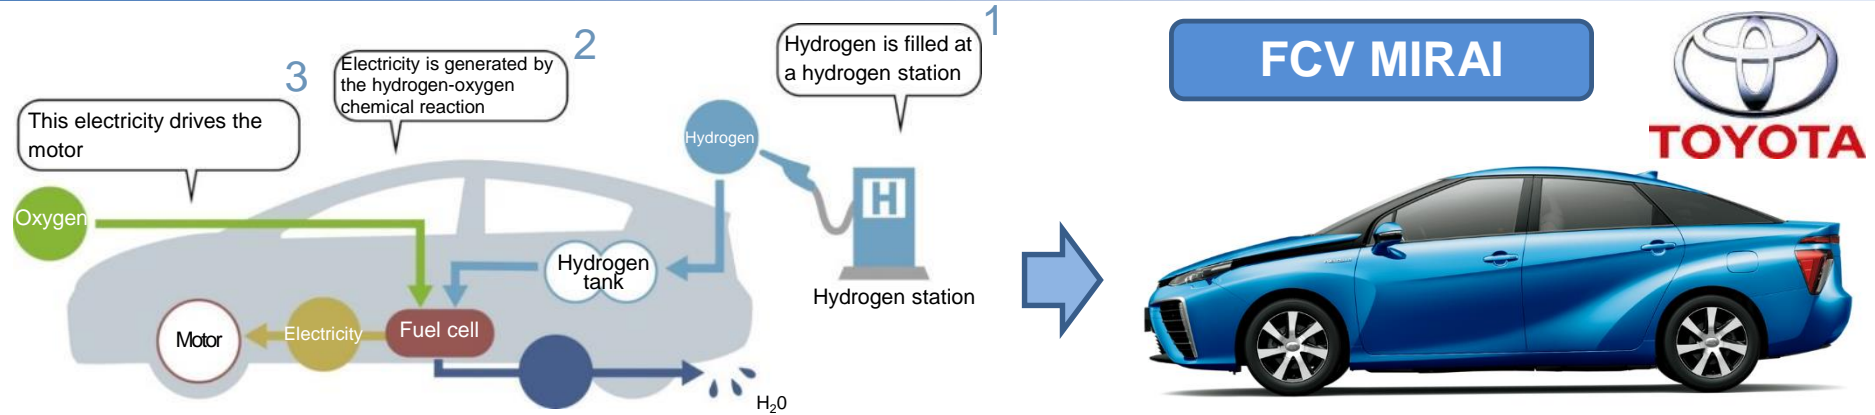 1
Hydrogen is filled at
a hydrogen station
2
Electricity is generated by
the hydrogen-oxygen
chemical reaction
3
This electricity drives the
motor
Hydrogen
Oxygen
H
Hydrogen
tank
Hydrogen station
Motor
Electricity
Fuel cell
H₂0
FCV MIRAI
TOYOTA